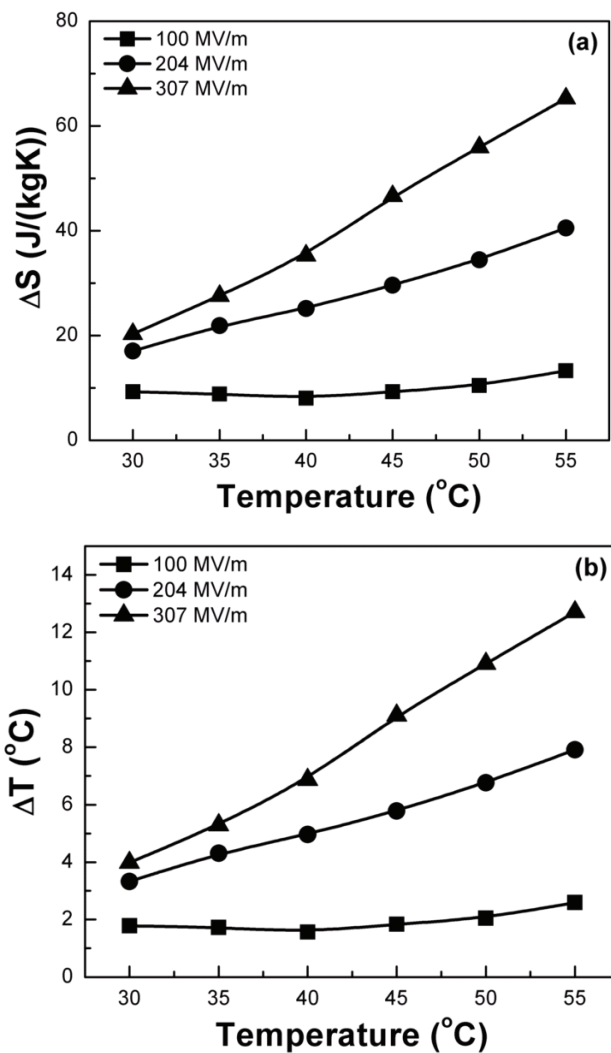 80
(a)
100 MV/m
204 MV/m
307 MV/m
60
40
20
0
ΔS (J/(kgK))
30 35 40 45 50 55
Temperature (°C)
14
(b)
100 MV/m
204 MV/m
307 MV/m
12
10
8
6
4
2
0
ΔT (°C)
30 35 40 45 50 55
Temperature (°C)